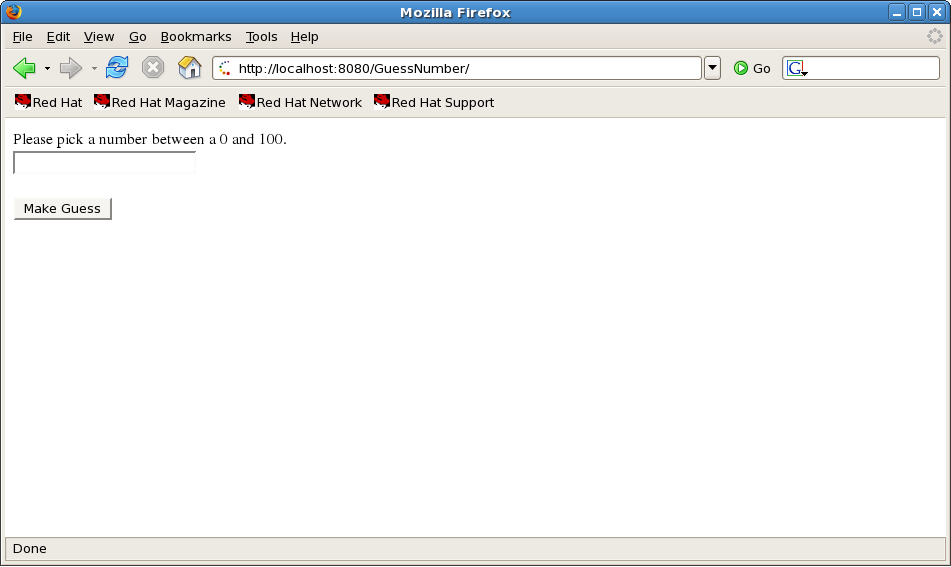 Mozilla Firefox
File Edit View Go Bookmarks Tools Help
http://localhost:8080/GuessNumber/ Go G
Red Hat Red Hat Magazine Red Hat Network Red Hat Support
Please pick a number between a 0 and 100.
Make Guess
Done